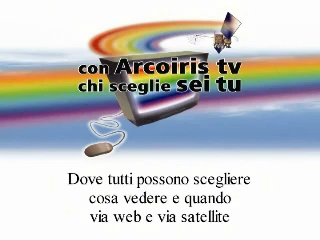 con Arcoiris tv
chi sceglie sei tu
Dove tutti possono scegliere
cosa vedere e quando
via web e via satellite